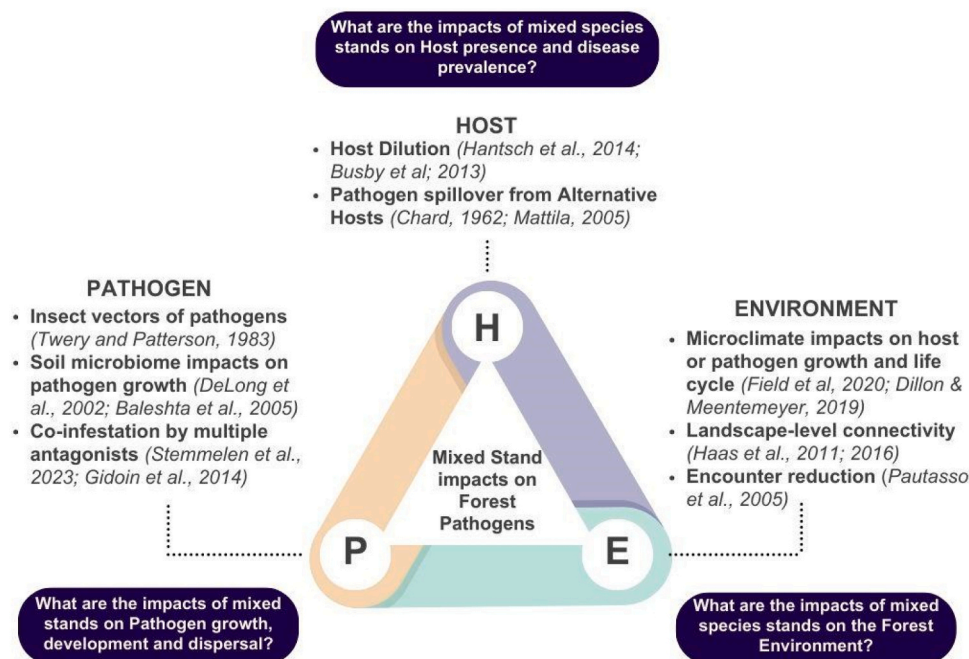 What are the impacts of mixed species
stands on Host presence and disease
prevalence?
HOST
• Host Dilution (Hantsch et al., 2014;
Busby et al; 2013)
• Pathogen spillover from Alternative
Hosts (Chard, 1962; Mattila, 2005)
PATHOGEN
• Insect vectors of pathogens
(Twery and Patterson, 1983)
• Soil microbiome impacts on
pathogen growth (DeLong et
al., 2002; Baleshta et al., 2005)
• Co-infestation by multiple
antagonists (Stemmelen et al.,
2023; Gidoin et al., 2014)
H
ENVIRONMENT
• Microclimate impacts on host
or pathogen growth and life
cycle (Field et al, 2020; Dillon &
Meentemeyer, 2019)
• Landscape-level connectivity
(Haas et al., 2011; 2016)
• Encounter reduction (Pautasso
et al., 2005)
Mixed Stand
impacts on
Forest
Pathogens
P
E
What are the impacts of mixed
stands on Pathogen growth,
development and dispersal?
What are the impacts of mixed
species stands on the Forest
Environment?